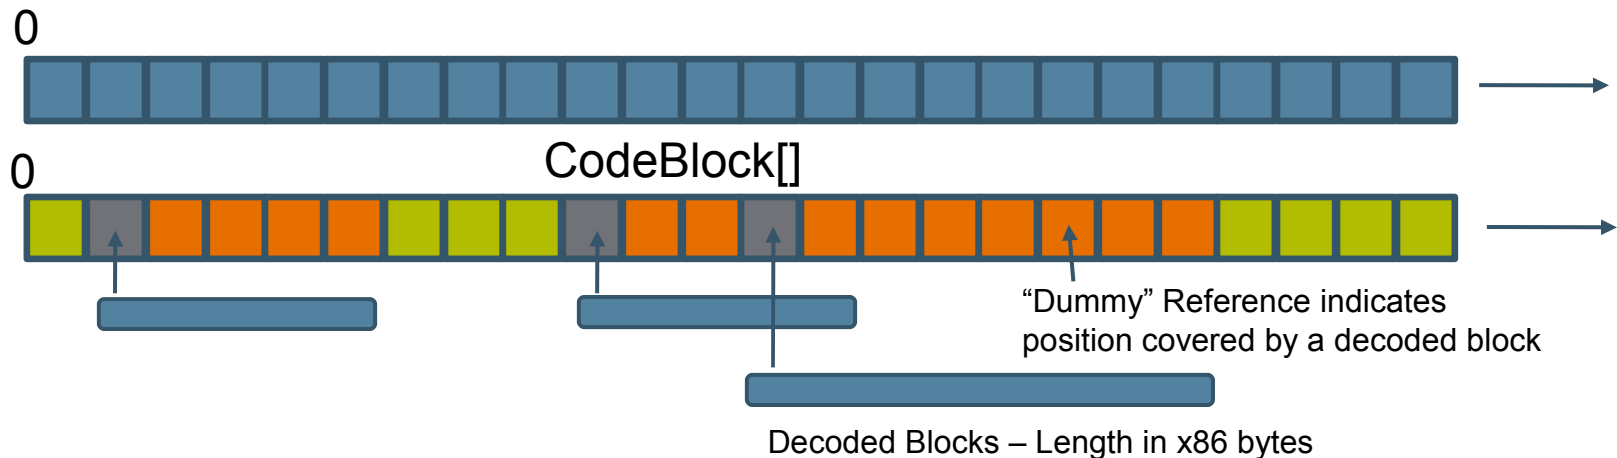 0
CodeBlock[]
0
“Dummy” Reference indicates
position covered by a decoded block
Decoded Blocks – Length in x86 bytes